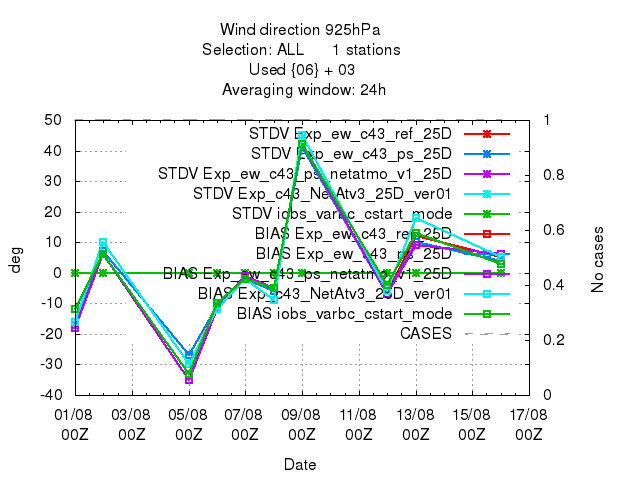 Wind direction 925hPa
Selection: ALL 1 stations
Used {06} + 03
Averaging window: 24h
50 1
STDV Exp_ew_c43_ref_25D
40
STDV Exp_ew_c43_ps_25D
STDV Exp_ew_c43_ps_netatmo_v1_25D
30 0.8
STDV Exp_c43_NetAtv3_25D_ver01
20
STDV iobs_varbc_cstart_mode
BIAS Exp_ew_c43_ref_25D
0.6
10
BIAS Exp_ew_c43_ps_25D
deg No cases
0
BIAS Exp_ew_c43_ps_netatmo_v1_25D
0.4
BIAS Exp_c43_NetAtv3_25D_ver01
-10
BIAS iobs_varbc_cstart_mode
-20
CASES
0.2
-30
-40 0
01/08 03/08 05/08 07/08 09/08 11/08 13/08 15/08 17/08
00Z 00Z 00Z 00Z 00Z 00Z 00Z 00Z 00Z
Date